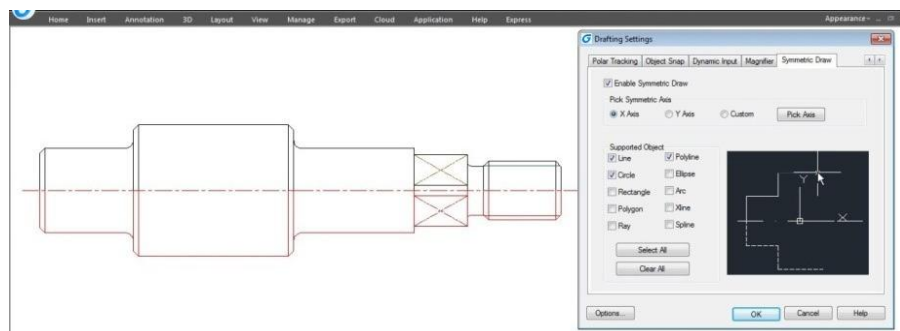 Home Insert Annotation 3D Layout View Manage Export Cloud Application Help Express Appearance
Drafting Settings
Polar Tracking Object Snap Dynamic Input Magnifier Symmetric Draw
Enable Symmetric Draw
Pick Symmetric Axis
X Axis Y Axis Custom Pick Axis
Supported Object
Line Polyline
Circle Ellipse
Rectangle Arc
Polygon Xline
Ray Spline
Select All
Clear All
Y
X
Options... OK Cancel Help